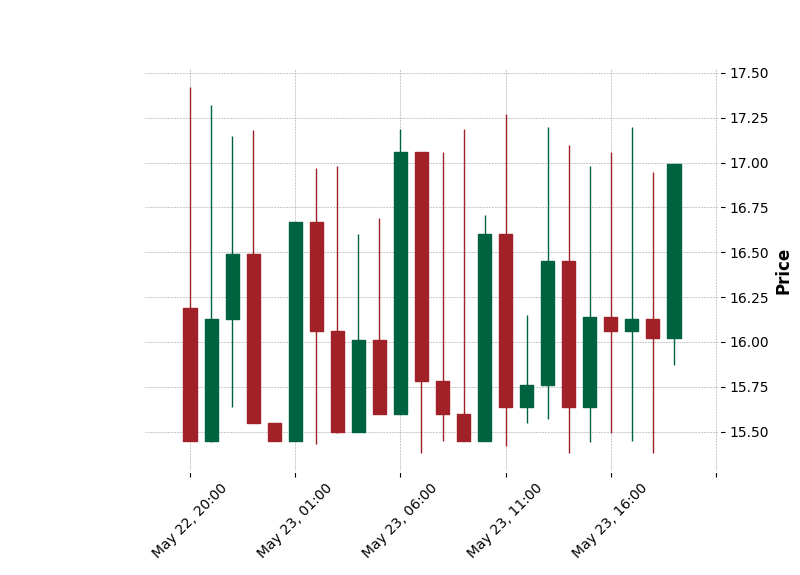 17.50
17.25
17.00
16.75
16.50
16.25
16.00
15.75
15.50
Price
May 22, 20:00
May 23, 01:00
May 23, 06:00
May 23, 11:00
May 23, 16:00